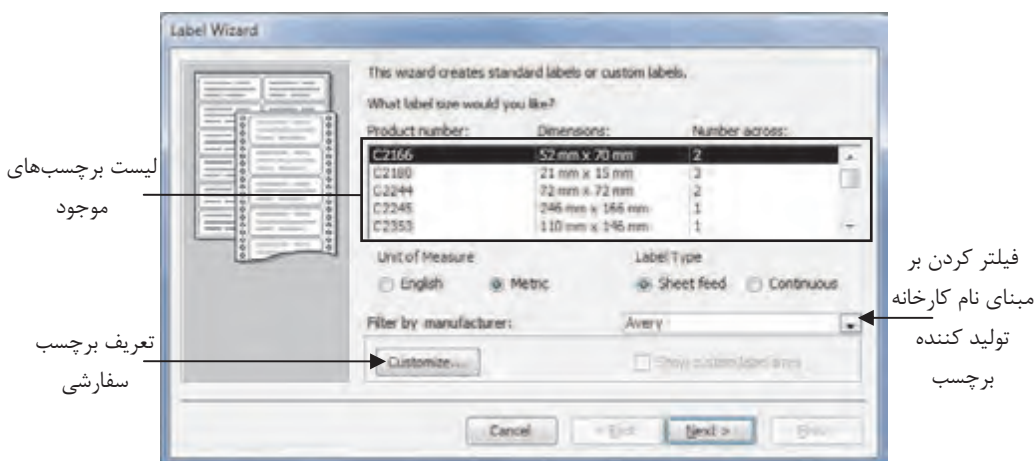 Label Wizard
This wizard creates standard labels or custom labels.
What label size would you like?
Product number: Dimensions: Number across:
C2166 52 mm x 70 mm 2
C2180 21 mm x 15 mm 3
C2244 72 mm x 72 mm 2
C2245 246 mm x 166 mm 1
C2353 110 mm x 146 mm 1
Unit of Measure Label Type
English Metric Sheet feed Continuous
Filter by manufacturer: Avery
Customize... Show custom label sizes
Cancel < Back Next >
لیست برچسب‌های
موجود
تعریف برچسب
سفارشی
فیلتر کردن بر
مبنای نام کارخانه
تولید کننده
برچسب